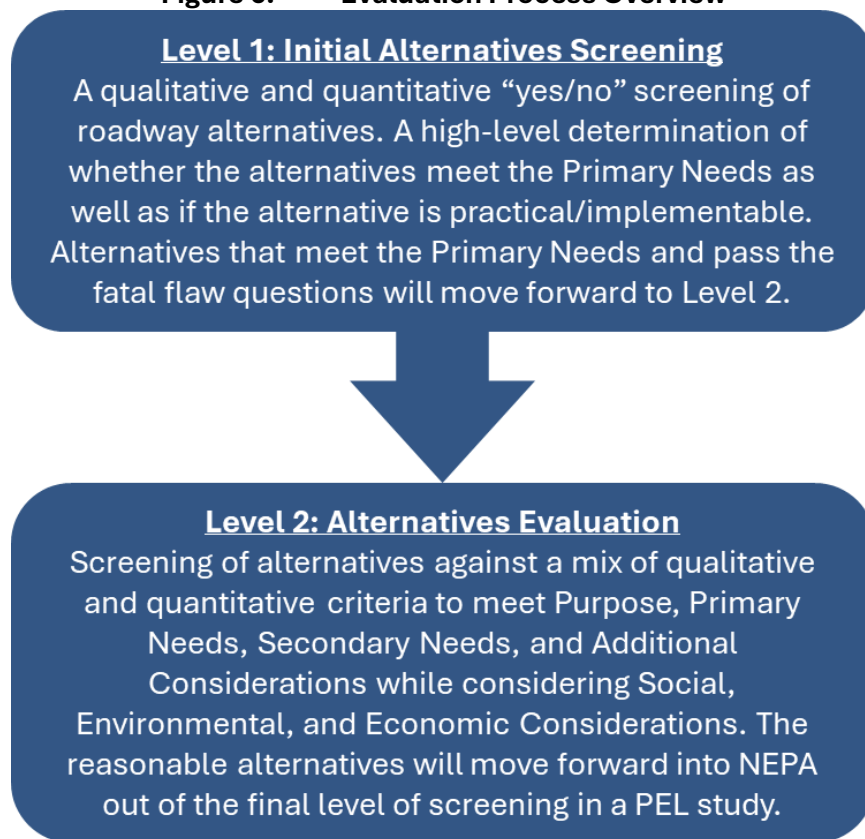 Evaluation Process Overview
Level 1: Initial Alternatives Screening
A qualitative and quantitative “yes/no” screening of
roadway alternatives. A high-level determination of
whether the alternatives meet the Primary Needs as
well as if the alternative is practical/implementable.
Alternatives that meet the Primary Needs and pass the
fatal flaw questions will move forward to Level 2.
Level 2: Alternatives Evaluation
Screening of alternatives against a mix of qualitative
and quantitative criteria to meet Purpose, Primary
Needs, Secondary Needs, and Additional
Considerations while considering Social,
Environmental, and Economic Considerations. The
reasonable alternatives will move forward into NEPA
out of the final level of screening in a PEL study.